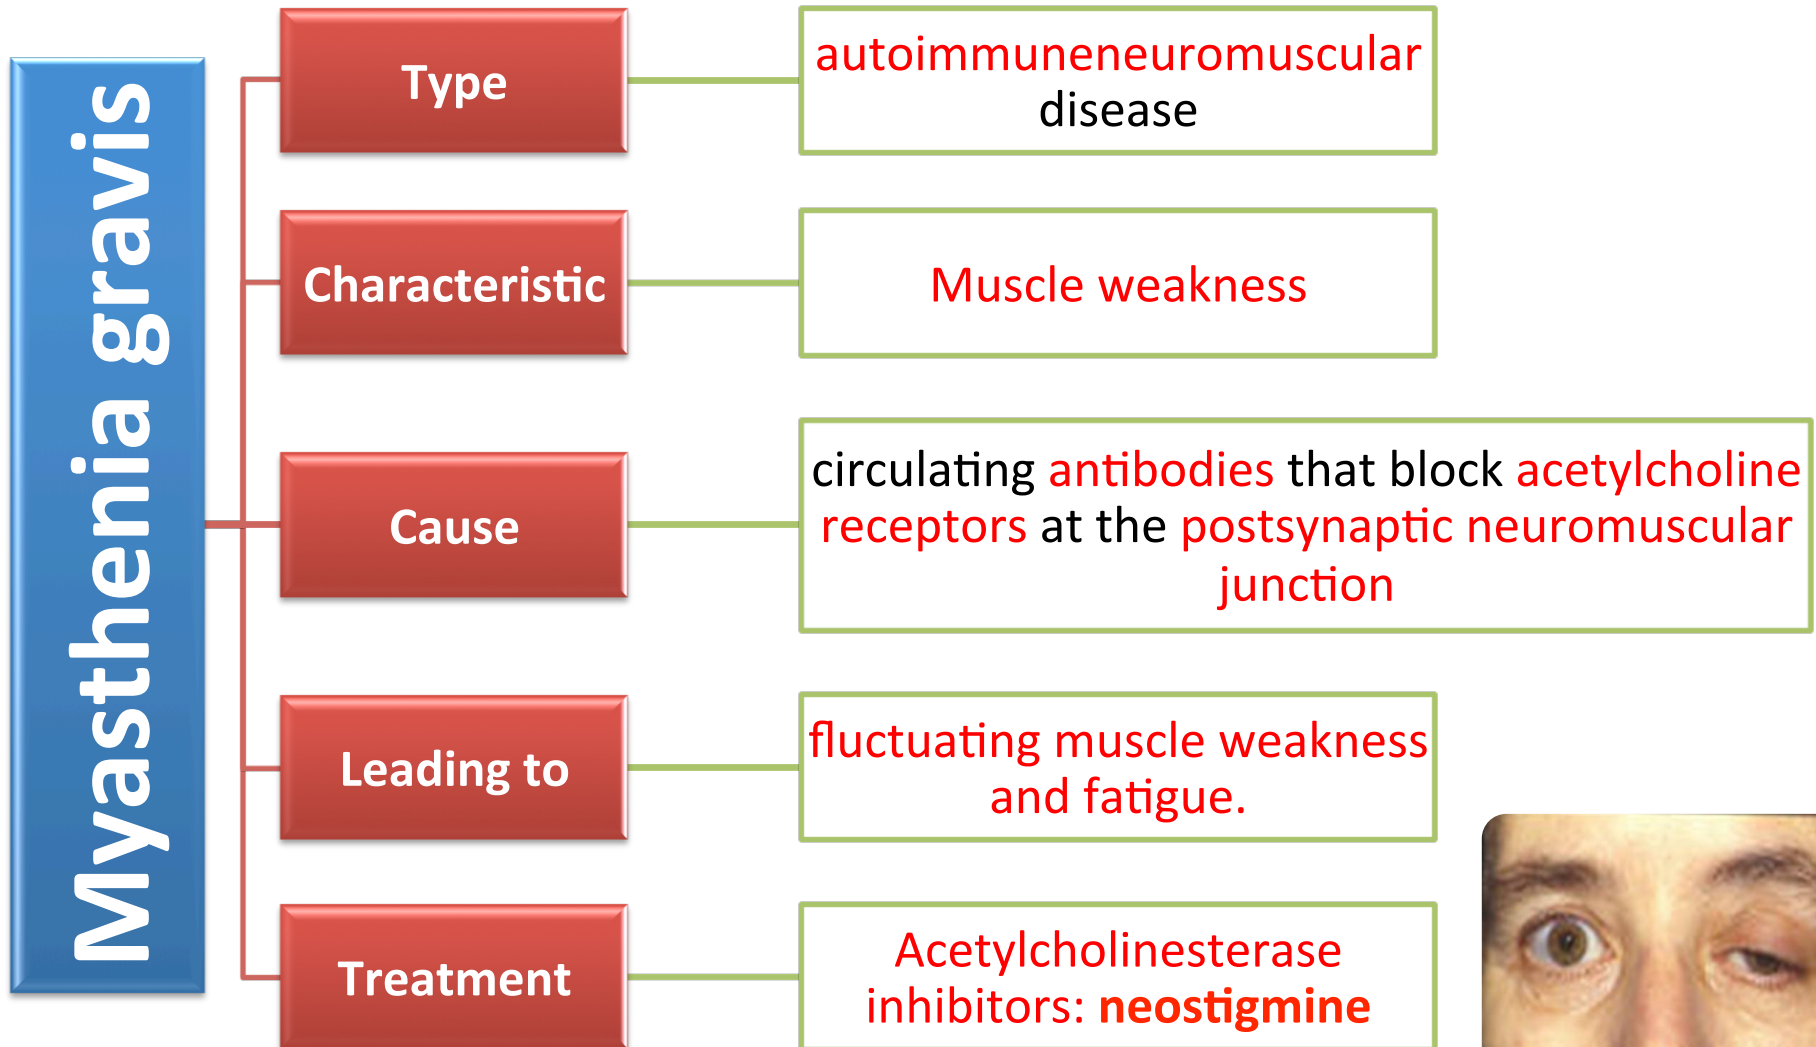 Myasthenia gravis
Type
autoimmuneneuromuscular
disease
Characteristic
Muscle weakness
Cause
circulating antibodies that block acetylcholine
receptors at the postsynaptic neuromuscular
junction
Leading to
fluctuating muscle weakness
and fatigue.
Treatment
Acetylcholinesterase
inhibitors: neostigmine